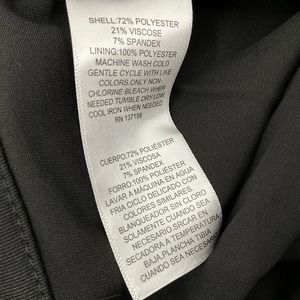 SHELL:72% POLYESTER
21% VISCOSE
7% SPANDEX
LINING:100% POLYESTER
MACHINE WASH COLD
GENTLE CYCLE WITH LIKE
COLORS.ONLY NON-
CHLORINE BLEACH WHEN
NEEDED.TUMBLE DRY LOW
COOL IRON WHEN NEEDED.
RN 137198
CUERPO:72% POLIÉSTER
21% VISCOSA
7% SPANDEX
FORRO:100% POLIÉSTER
LAVAR A MÁQUINA EN AGUA
FRÍA CICLO DELICADO CON
COLORES SIMILARES.
BLANQUEADOR SIN CLORO
SOLAMENTE CUANDO SEA
NECESARIO.SRCAR EN
SECADORA A TEMPERATURA
BAJA.PLANCHA TIBIA
CUANDO SEA NECESARIO.